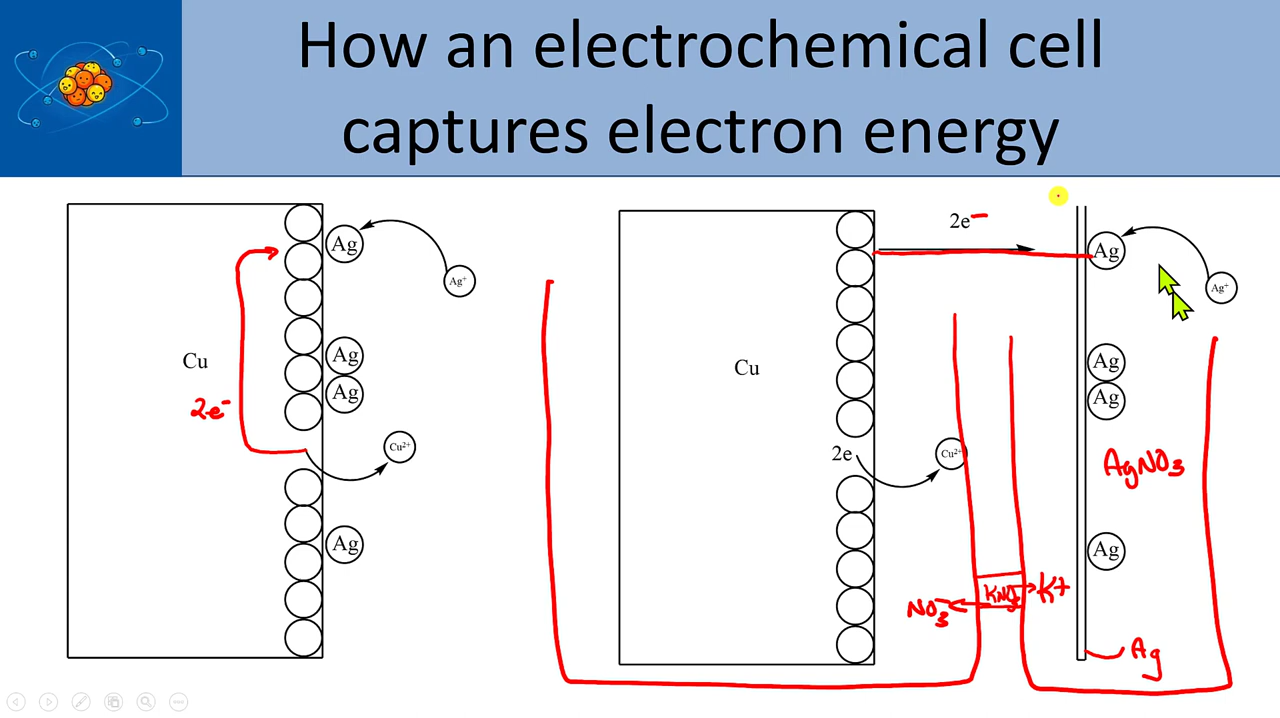 How an electrochemical cell
captures electron energy
Ag
Ag⁺
Cu
Ag
Ag
2e⁻
Cu²⁺
Ag
2e⁻
Ag
Ag⁺
Cu
Ag
Ag
2e
Cu²⁺
AgNO₃
Ag
NO₃⁻
KNO₃
K+
Ag